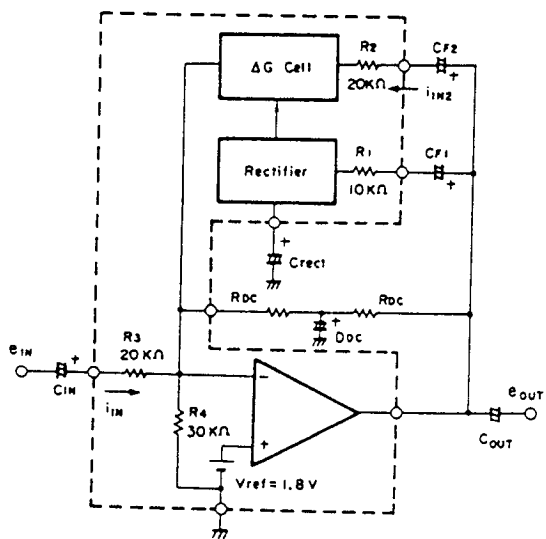 ΔG Cell
R2
20KΩ
CF2
+
iIN2
Rectifier
R1
10KΩ
CF1
+
+
Crect
RDC
RDC
+
DDC
eIN
+
CIN
R3
20KΩ
iIN
R4
30KΩ
−
+
Vref = 1.8 V
eOUT
COUT